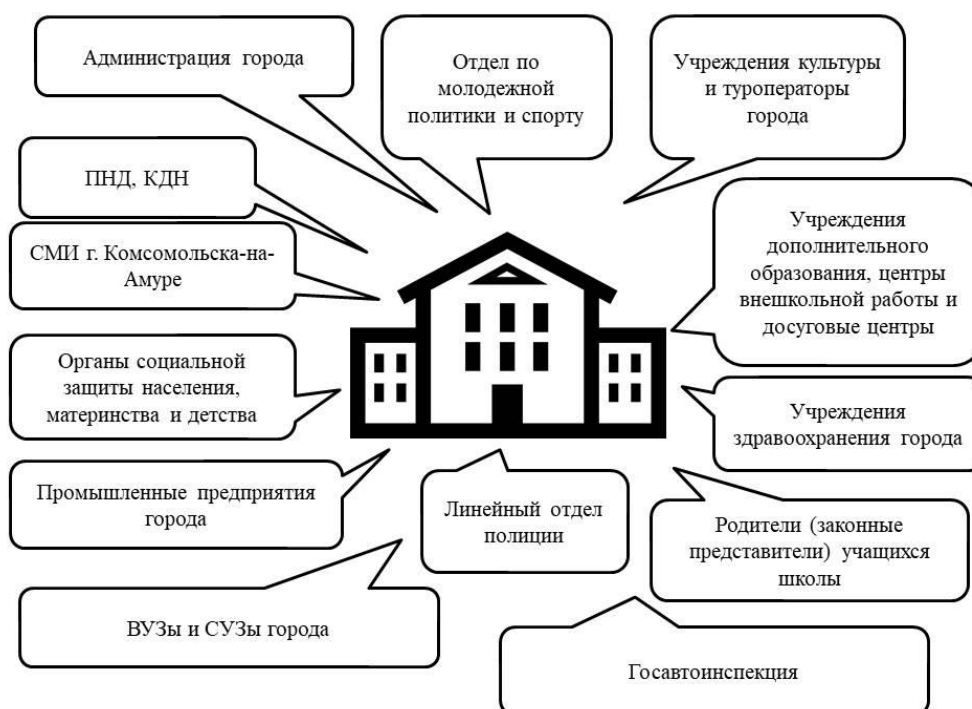 Администрация города
Отдел по
молодежной
политики и спорту
Учреждения культуры
и туроператоры
города
ПНД, КДН
СМИ г. Комсомольска-на-
Амуре
Учреждения
дополнительного
образования, центры
внешкольной работы и
досуговые центры
Органы социальной
защиты населения,
материнства и детства
Учреждения
здравоохранения города
Промышленные предприятия
города
Линейный отдел
полиции
Родители (законные
представители) учащихся
школы
ВУЗы и СУЗы города
Госавтоинспекция